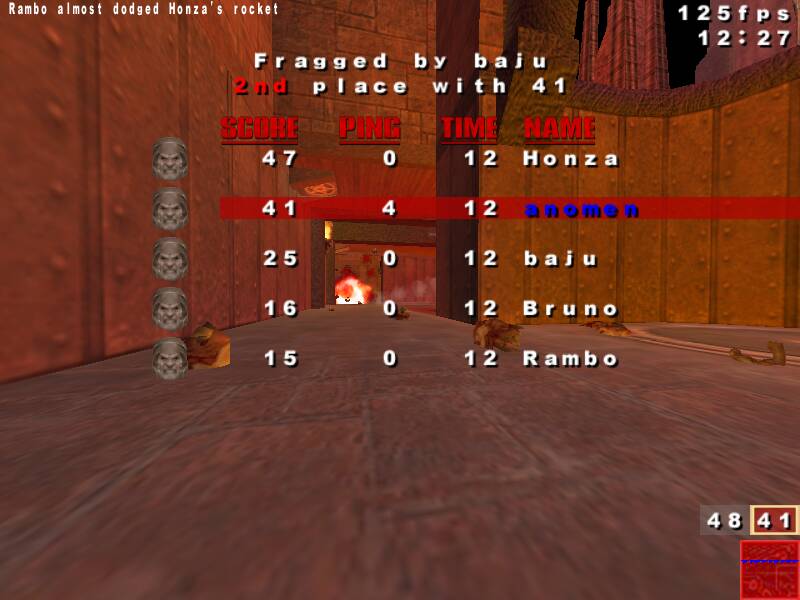 Rambo almost dodged Honza's rocket
125fps
12:27
Fragged by baju
2nd place with 41
SCORE PING TIME NAME
47 0 12 Honza
41 4 12 anomen
25 0 12 baju
16 0 12 Bruno
15 0 12 Rambo
48 41